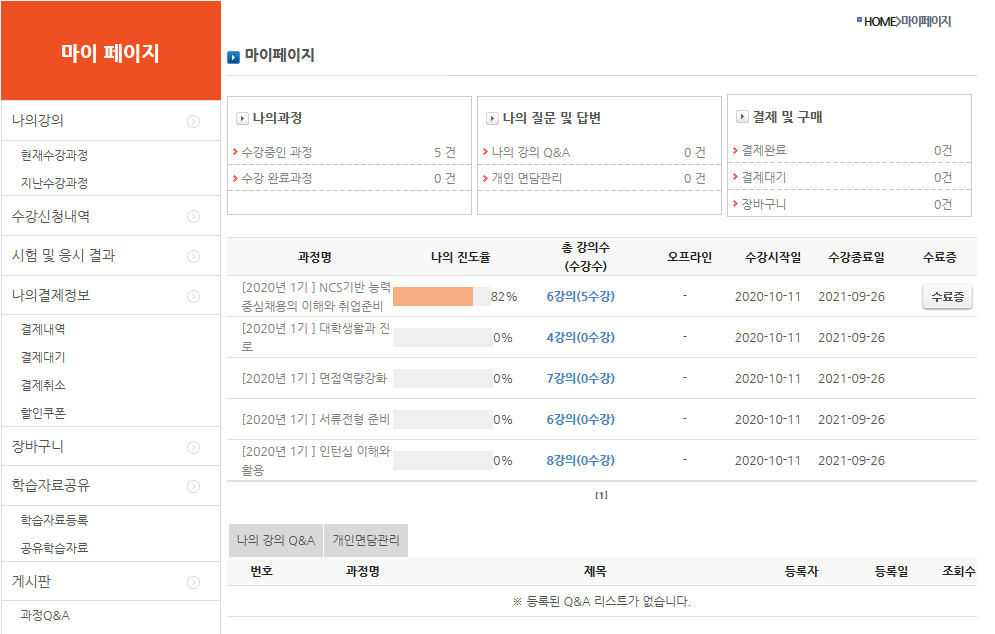 HOME>마이페이지
마이 페이지
나의강의
현재수강과정
지난수강과정
수강신청내역
시험 및 응시 결과
나의결제정보
결제내역
결제대기
결제취소
할인쿠폰
장바구니
학습자료공유
학습자료등록
공유학습자료
게시판
과정Q&A
마이페이지
나의과정
수강중인 과정 5 건
수강 완료과정 0 건
나의 질문 및 답변
나의 강의 Q&A 0 건
개인 면담관리 0 건
결제 및 구매
결제완료 0건
결제대기 0건
장바구니 0건
과정명 나의 진도율 총 강의수 오프라인 수강시작일 수강종료일 수료증
(수강수)
[2020년 1기 ] NCS기반 능력
중심채용의 이해와 취업준비 82% 6강의(5수강) - 2020-10-11 2021-09-26 수료증
[2020년 1기 ] 대학생활과 진
로 0% 4강의(0수강) - 2020-10-11 2021-09-26
[2020년 1기 ] 면접역량강화 0% 7강의(0수강) - 2020-10-11 2021-09-26
[2020년 1기 ] 서류전형 준비 0% 6강의(0수강) - 2020-10-11 2021-09-26
[2020년 1기 ] 인턴십 이해와
활용 0% 8강의(0수강) - 2020-10-11 2021-09-26
[1]
나의 강의 Q&A 개인면담관리
번호 과정명 제목 등록자 등록일 조회수
※ 등록된 Q&A 리스트가 없습니다.